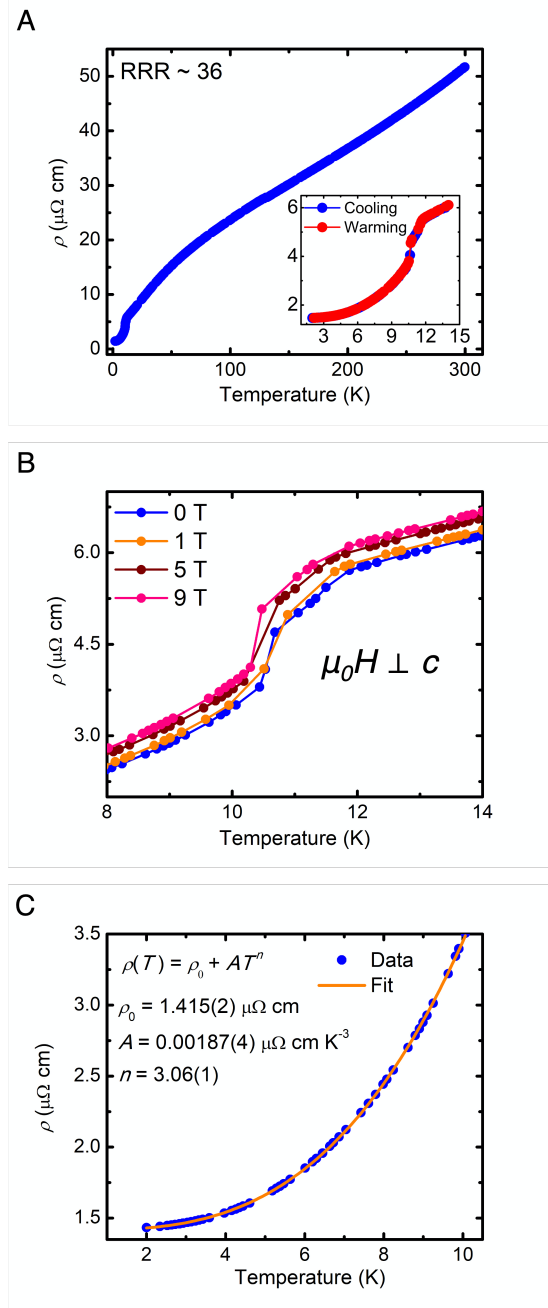 A
RRR ~ 36
50
40
30
20
10
0
ρ (μΩ cm)
0 100 200 300
Temperature (K)
6
4
2
Cooling
Warming
3 6 9 12 15
B
0 T
1 T
5 T
9 T
6.0
4.5
3.0
ρ (μΩ cm)
μ₀H ⊥ c
8 10 12 14
Temperature (K)
C
3.5
3.0
2.5
2.0
1.5
ρ (μΩ cm)
ρ(T) = ρ₀ + ATⁿ
ρ₀ = 1.415(2) μΩ cm
A = 0.00187(4) μΩ cm K⁻³
n = 3.06(1)
Data
Fit
2 4 6 8 10
Temperature (K)